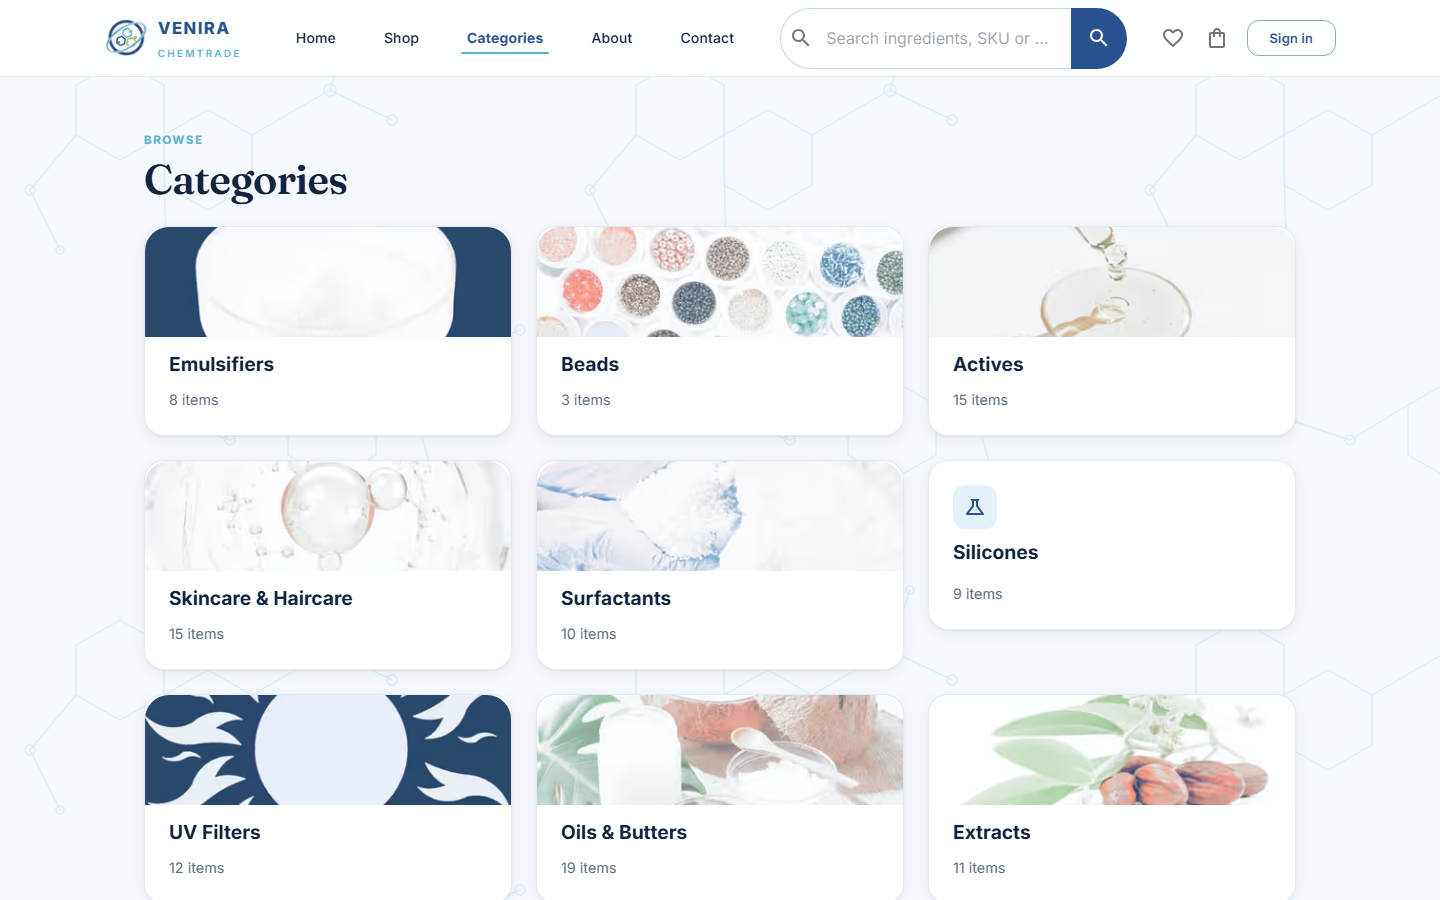 VENIRA
CHEMTRADE
Home
Shop
Categories
About
Contact
Search ingredients, SKU or ...
Sign in
BROWSE
Categories
Emulsifiers
8 items
Beads
3 items
Actives
15 items
Skincare & Haircare
15 items
Surfactants
10 items
Silicones
9 items
UV Filters
12 items
Oils & Butters
19 items
Extracts
11 items